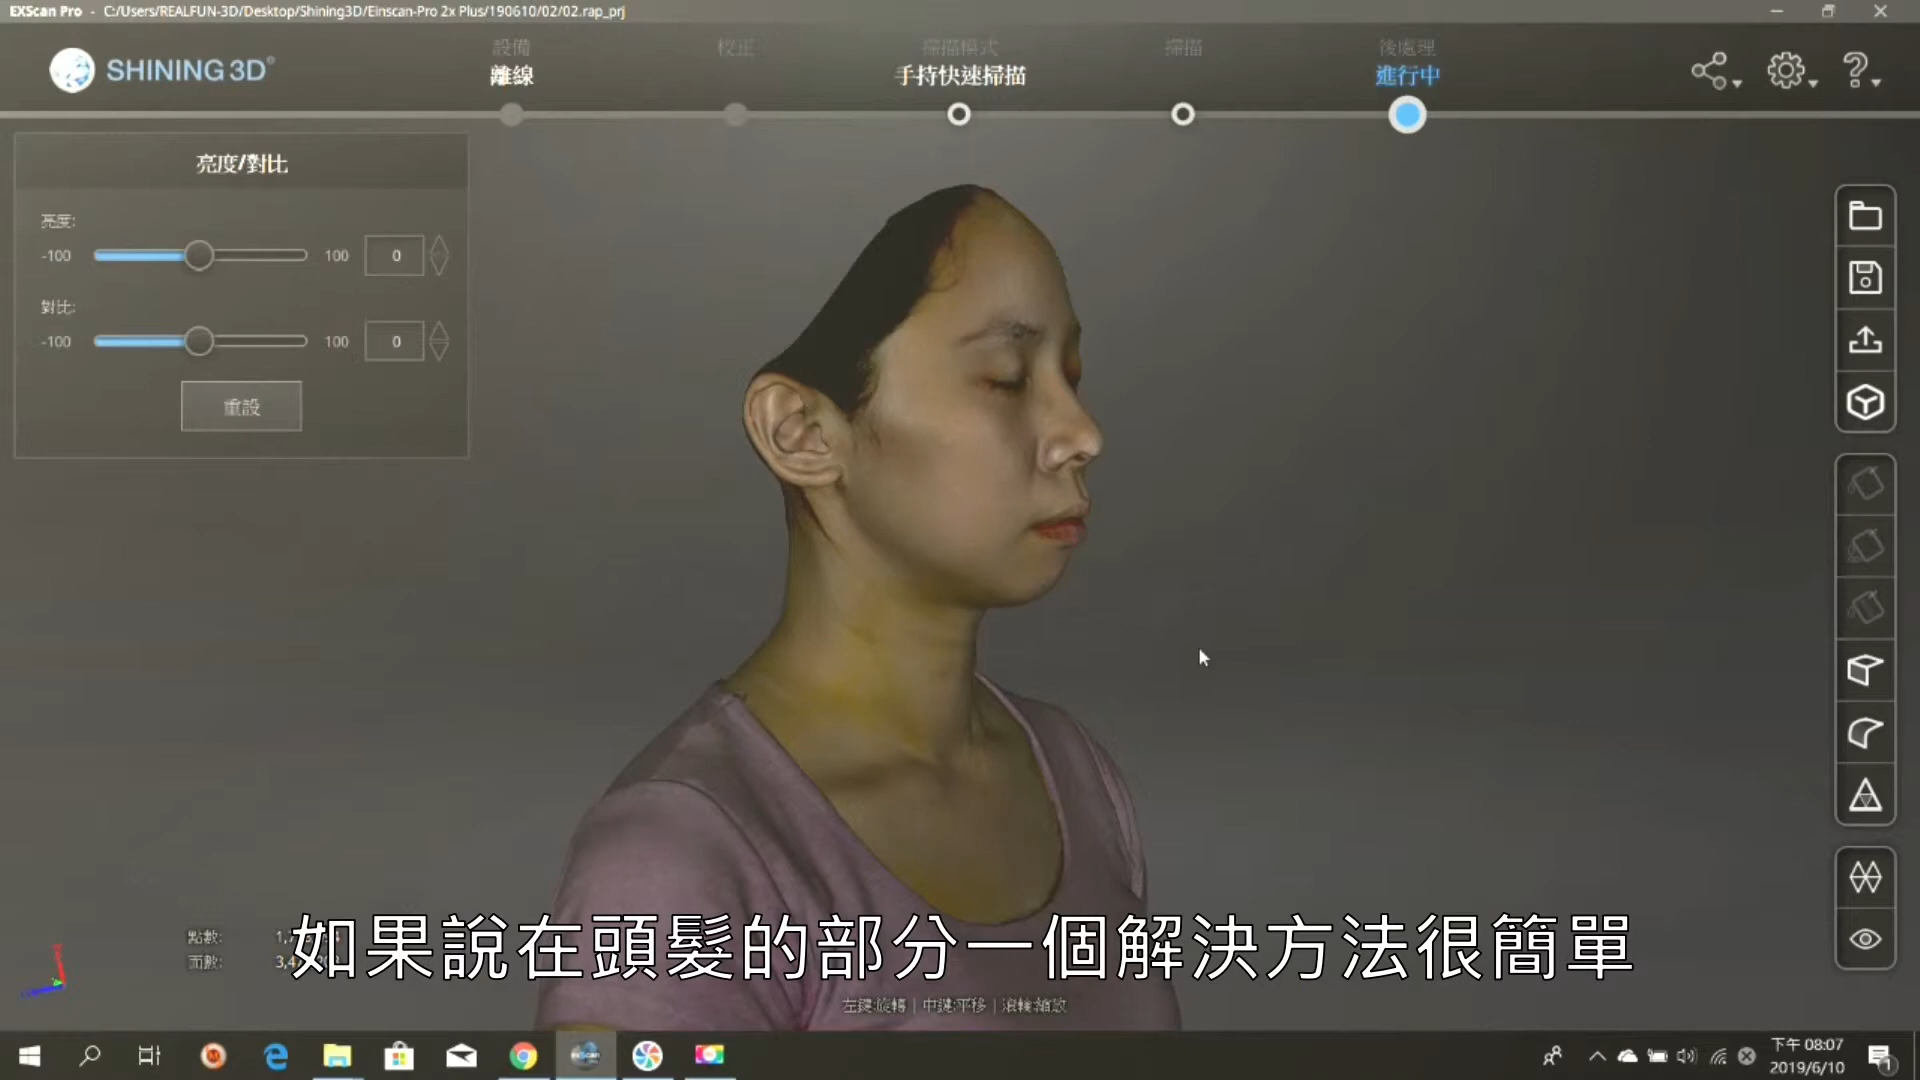 EXScan Pro - C:/Users/REALFUN-3D/Desktop/Shining3D/Einscan-Pro 2x Plus/190610/02/02.rap_prj
SHINING 3D®
設備
離線
校正
掃描模式
手持快速掃描
掃描
後處理
進行中
亮度/對比
亮度:
-100 100 0
對比:
-100 100 0
重設
點數: 1,
面數: 3,4
如果說在頭髮的部分一個解決方法很簡單
左鍵:旋轉 | 中鍵:平移 | 滾輪:縮放
EXSCAN
下午 08:07
2019/6/10
1